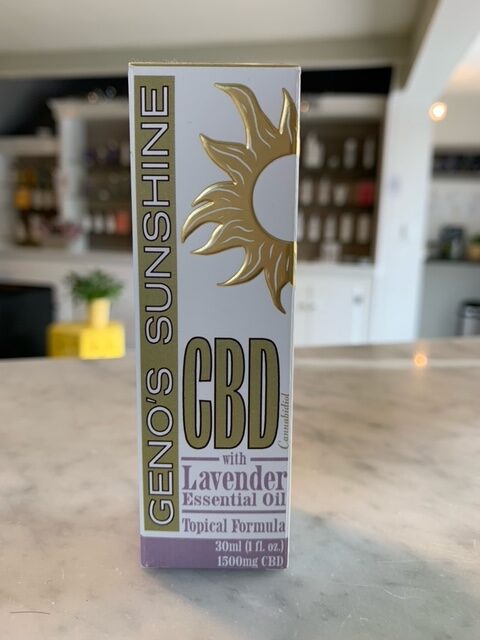 GENO'S SUNSHINE
CBD
Cannabidiol
with
Lavender
Essential Oil
Topical Formula
30ml (1 fl. oz.)
1500mg CBD